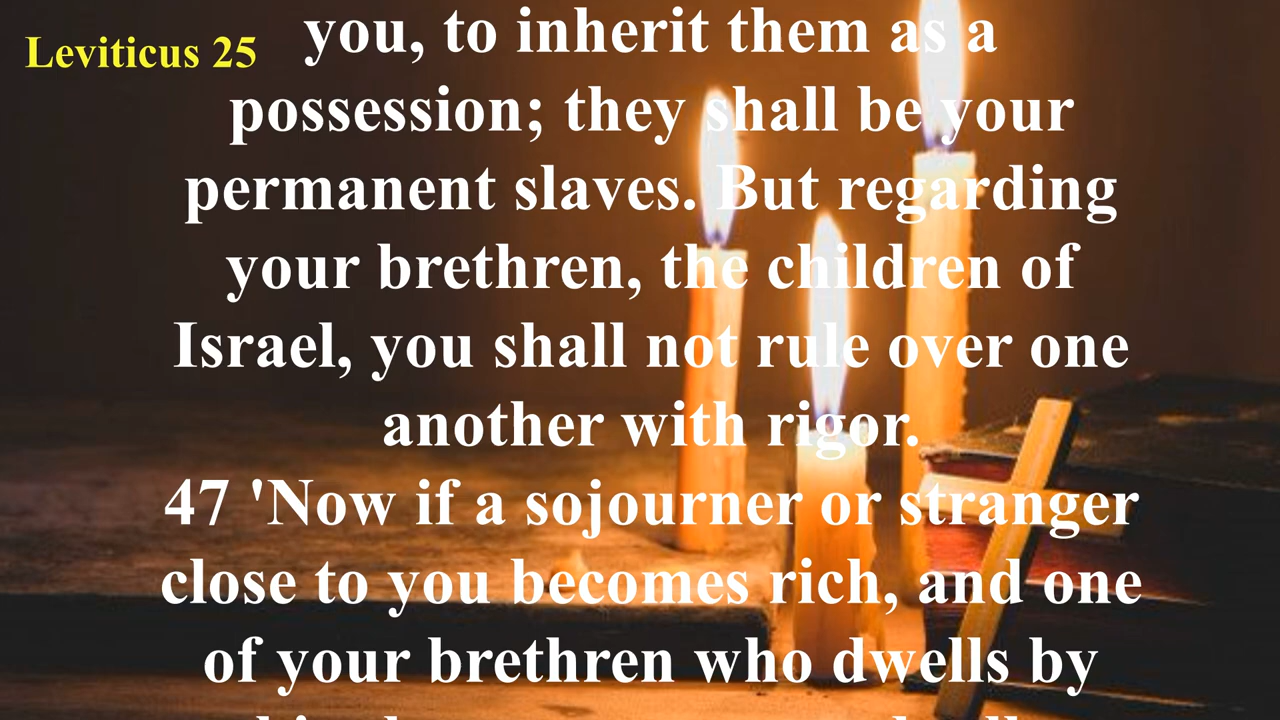 Leviticus 25
you, to inherit them as a
possession; they shall be your
permanent slaves. But regarding
your brethren, the children of
Israel, you shall not rule over one
another with rigor.
47 'Now if a sojourner or stranger
close to you becomes rich, and one
of your brethren who dwells by